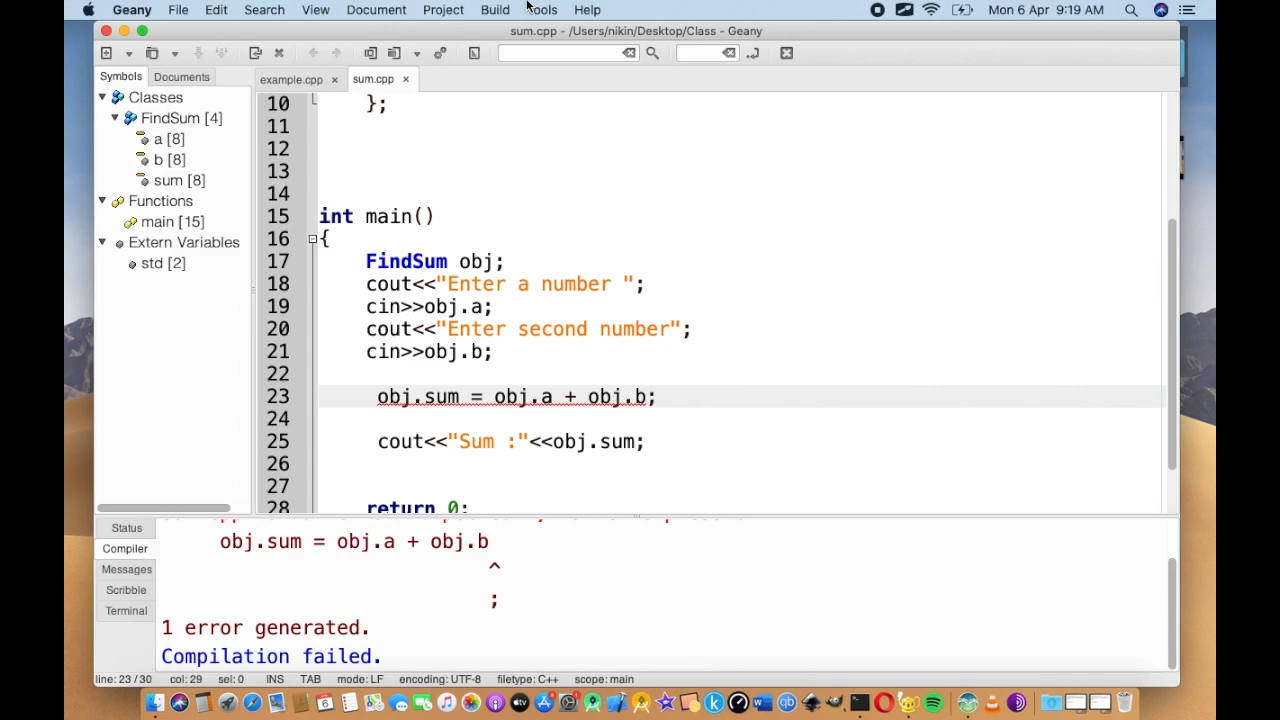 Geany File Edit Search View Document Project Build Tools Help Mon 6 Apr 9:19 AM
sum.cpp - /Users/nikin/Desktop/Class - Geany
Symbols Documents example.cpp × sum.cpp ×
Classes
FindSum [4]
a [8]
b [8]
sum [8]
Functions
main [15]
Extern Variables
std [2]
10 };
11
12
13
14
15 int main()
16 {
17 FindSum obj;
18 cout<<"Enter a number ";
19 cin>>obj.a;
20 cout<<"Enter second number";
21 cin>>obj.b;
22
23 obj.sum = obj.a + obj.b;
24
25 cout<<"Sum :"<<obj.sum;
26
27
28 return 0;
Status
Compiler
Messages
Scribble
Terminal
obj.sum = obj.a + obj.b
^
;
1 error generated.
Compilation failed.
line: 23 / 30 col: 29 sel: 0 INS TAB mode: LF encoding: UTF-8 filetype: C++ scope: main